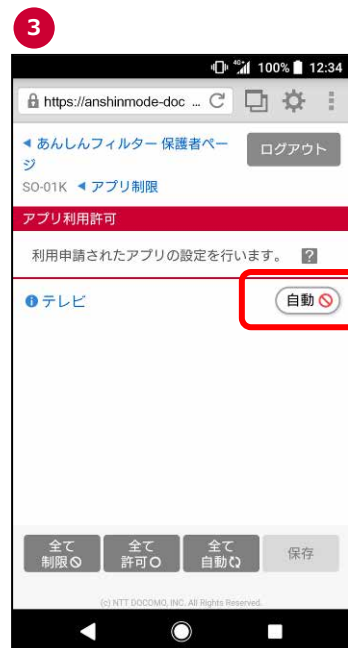 3
4G 100% 12:34
https://anshinmode-doc ...
あんしんフィルター 保護者ペー
ジ
ログアウト
SO-01K ◀ アプリ制限
アプリ利用許可
利用申請されたアプリの設定を行います。 ?
テレビ
自動
全て
制限
全て
許可
全て
自動
保存
(c) NTT DOCOMO, INC. All Rights Reserved.